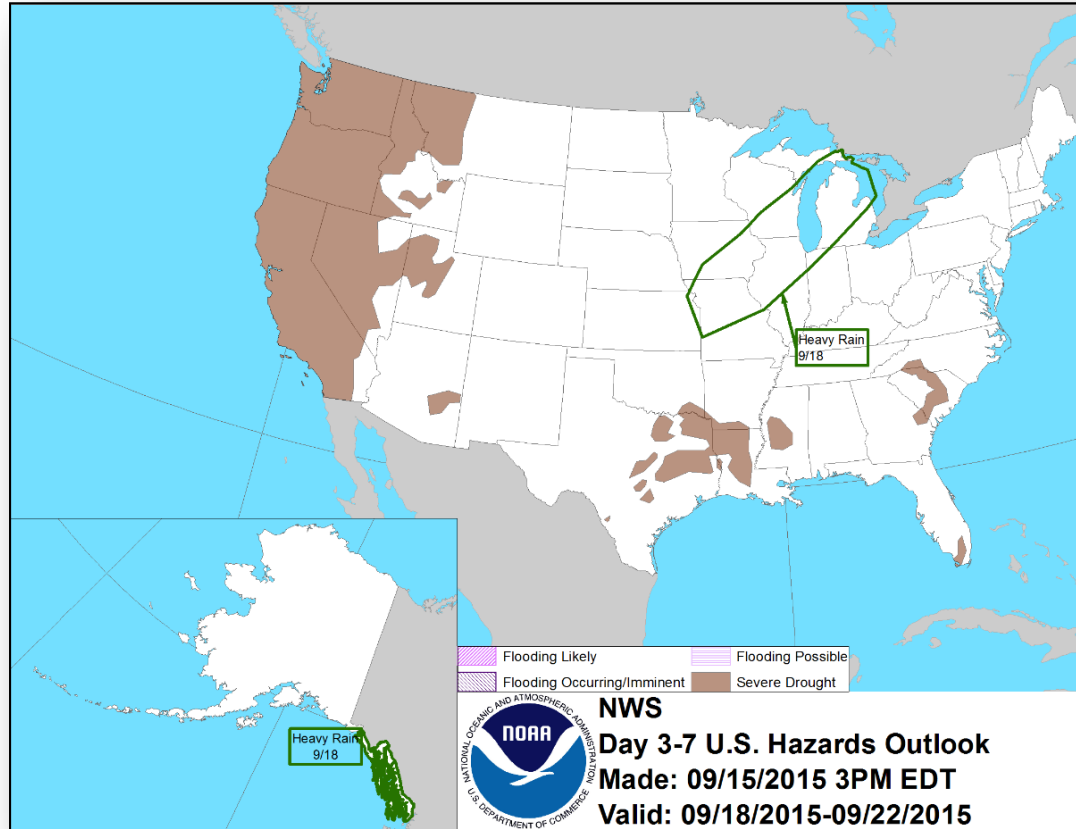 Heavy Rain
9/18
Heavy Rain
9/18
Flooding Likely
Flooding Possible
Flooding Occurring/Imminent
Severe Drought
NATIONAL OCEANIC AND ATMOSPHERIC ADMINISTRATION
NOAA
U.S. DEPARTMENT OF COMMERCE
NWS
Day 3-7 U.S. Hazards Outlook
Made: 09/15/2015 3PM EDT
Valid: 09/18/2015-09/22/2015